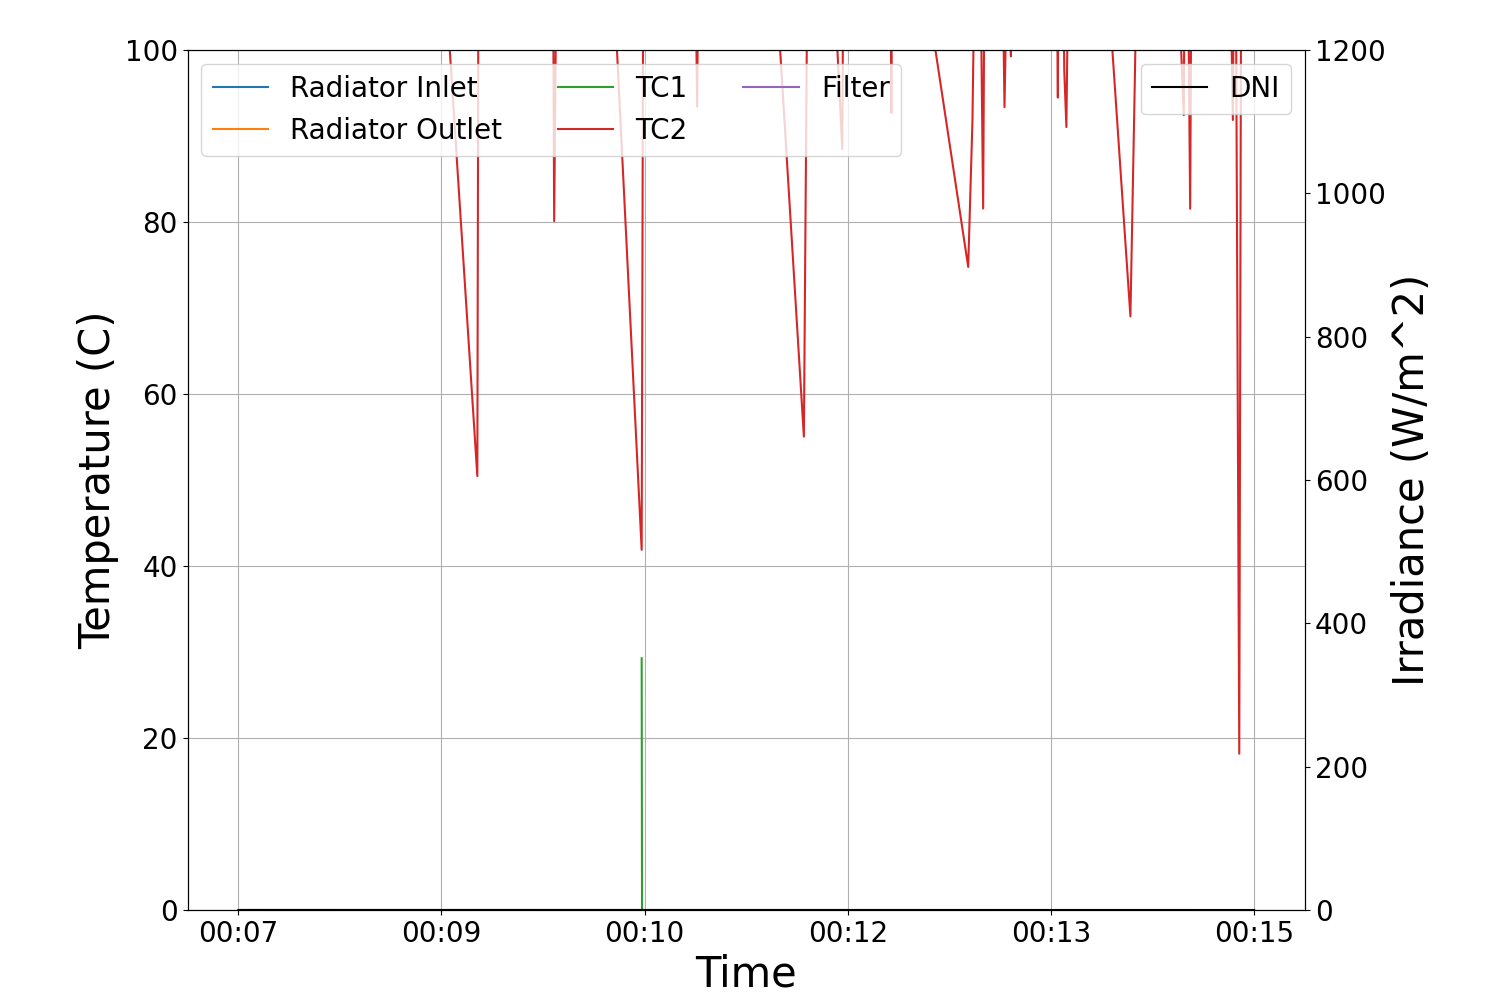 100
80
60
40
20
0
Temperature (C)
Radiator Inlet
Radiator Outlet
TC1
TC2
Filter
DNI
1200
1000
800
600
400
200
0
Irradiance (W/m^2)
00:07 00:09 00:10 00:12 00:13 00:15
Time